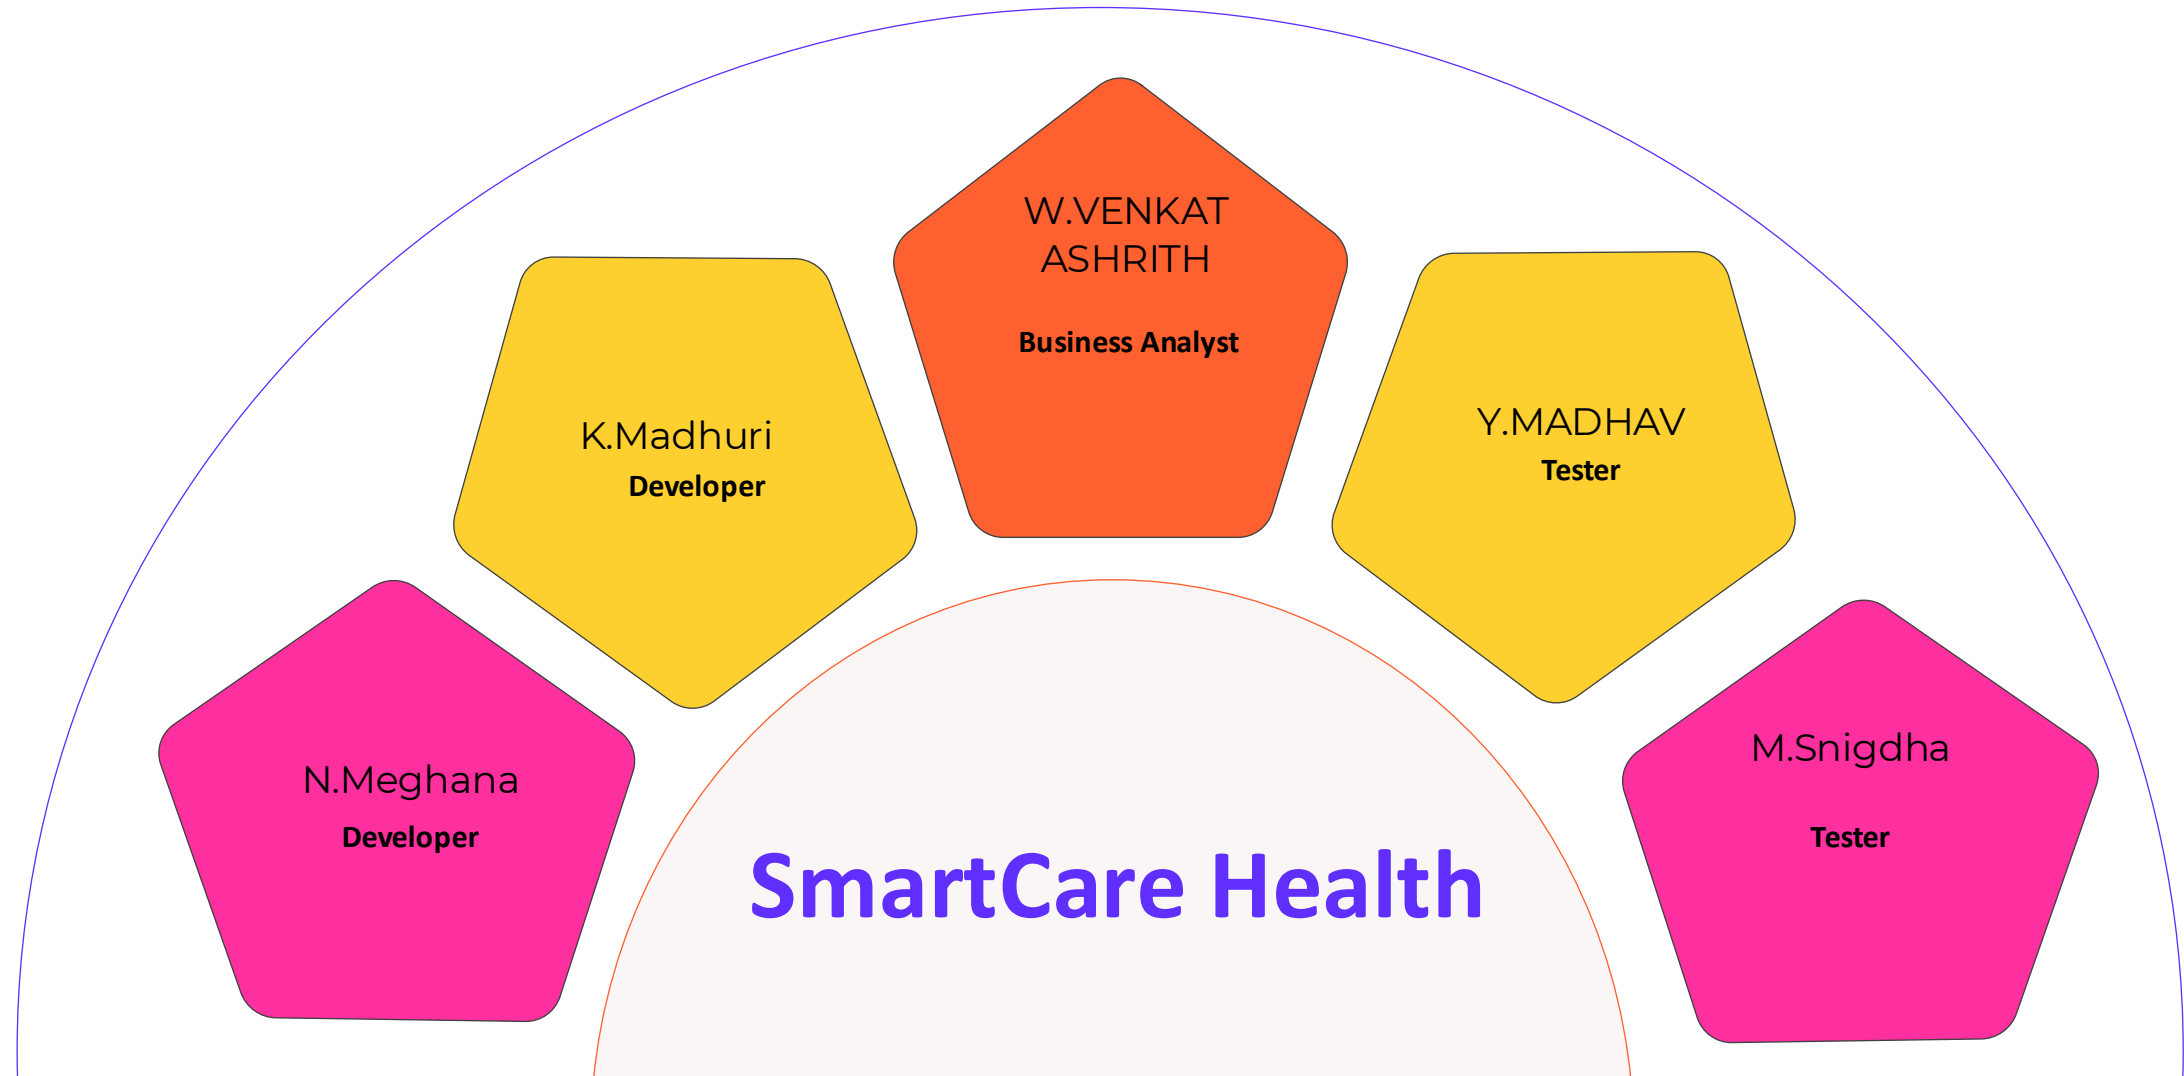 W.VENKAT
ASHRITH
Business Analyst
K.Madhuri
Developer
Y.MADHAV
Tester
N.Meghana
Developer
M.Snigdha
Tester
SmartCare Health